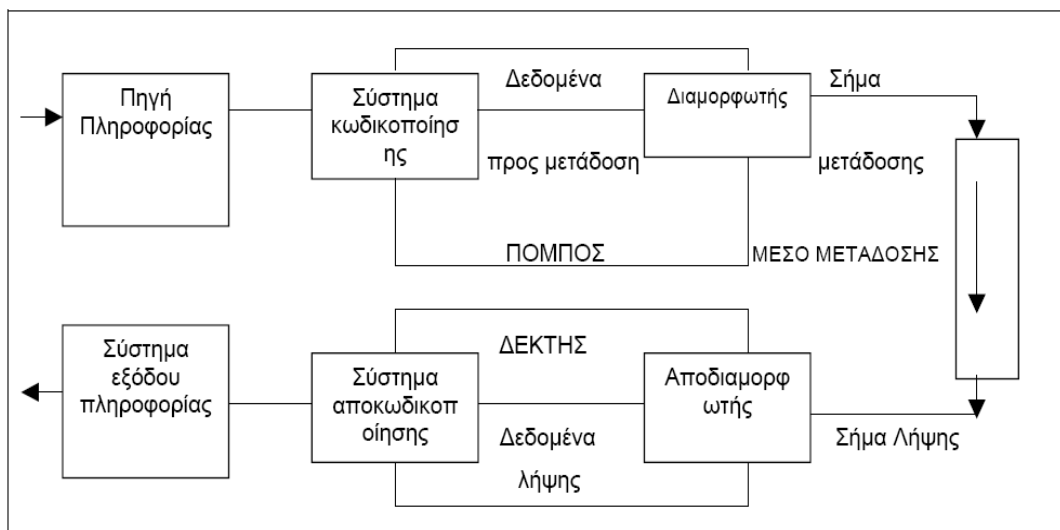 Πηγή
Πληροφορίας
Σύστημα
κωδικοποίησ
ης
Δεδομένα
προς μετάδοση
Διαμορφωτής
Σήμα
μετάδοσης
ΠΟΜΠΟΣ
ΜΕΣΟ ΜΕΤΑΔΟΣΗΣ
Σύστημα
εξόδου
πληροφορίας
Σύστημα
αποκωδικοπ
οίησης
ΔΕΚΤΗΣ
Δεδομένα
λήψης
Αποδιαμορφ
ωτής
Σήμα Λήψης